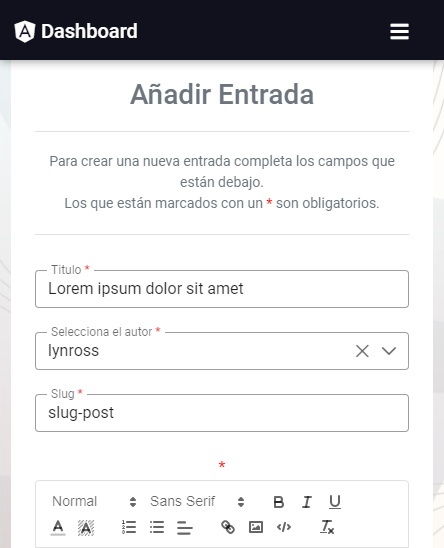 Dashboard
Añadir Entrada
Para crear una nueva entrada completa los campos que
están debajo.
Los que están marcados con un * son obligatorios.
Titulo *
Lorem ipsum dolor sit amet
Selecciona el autor *
lynross
Slug *
slug-post
*
Normal Sans Serif B I U
A A